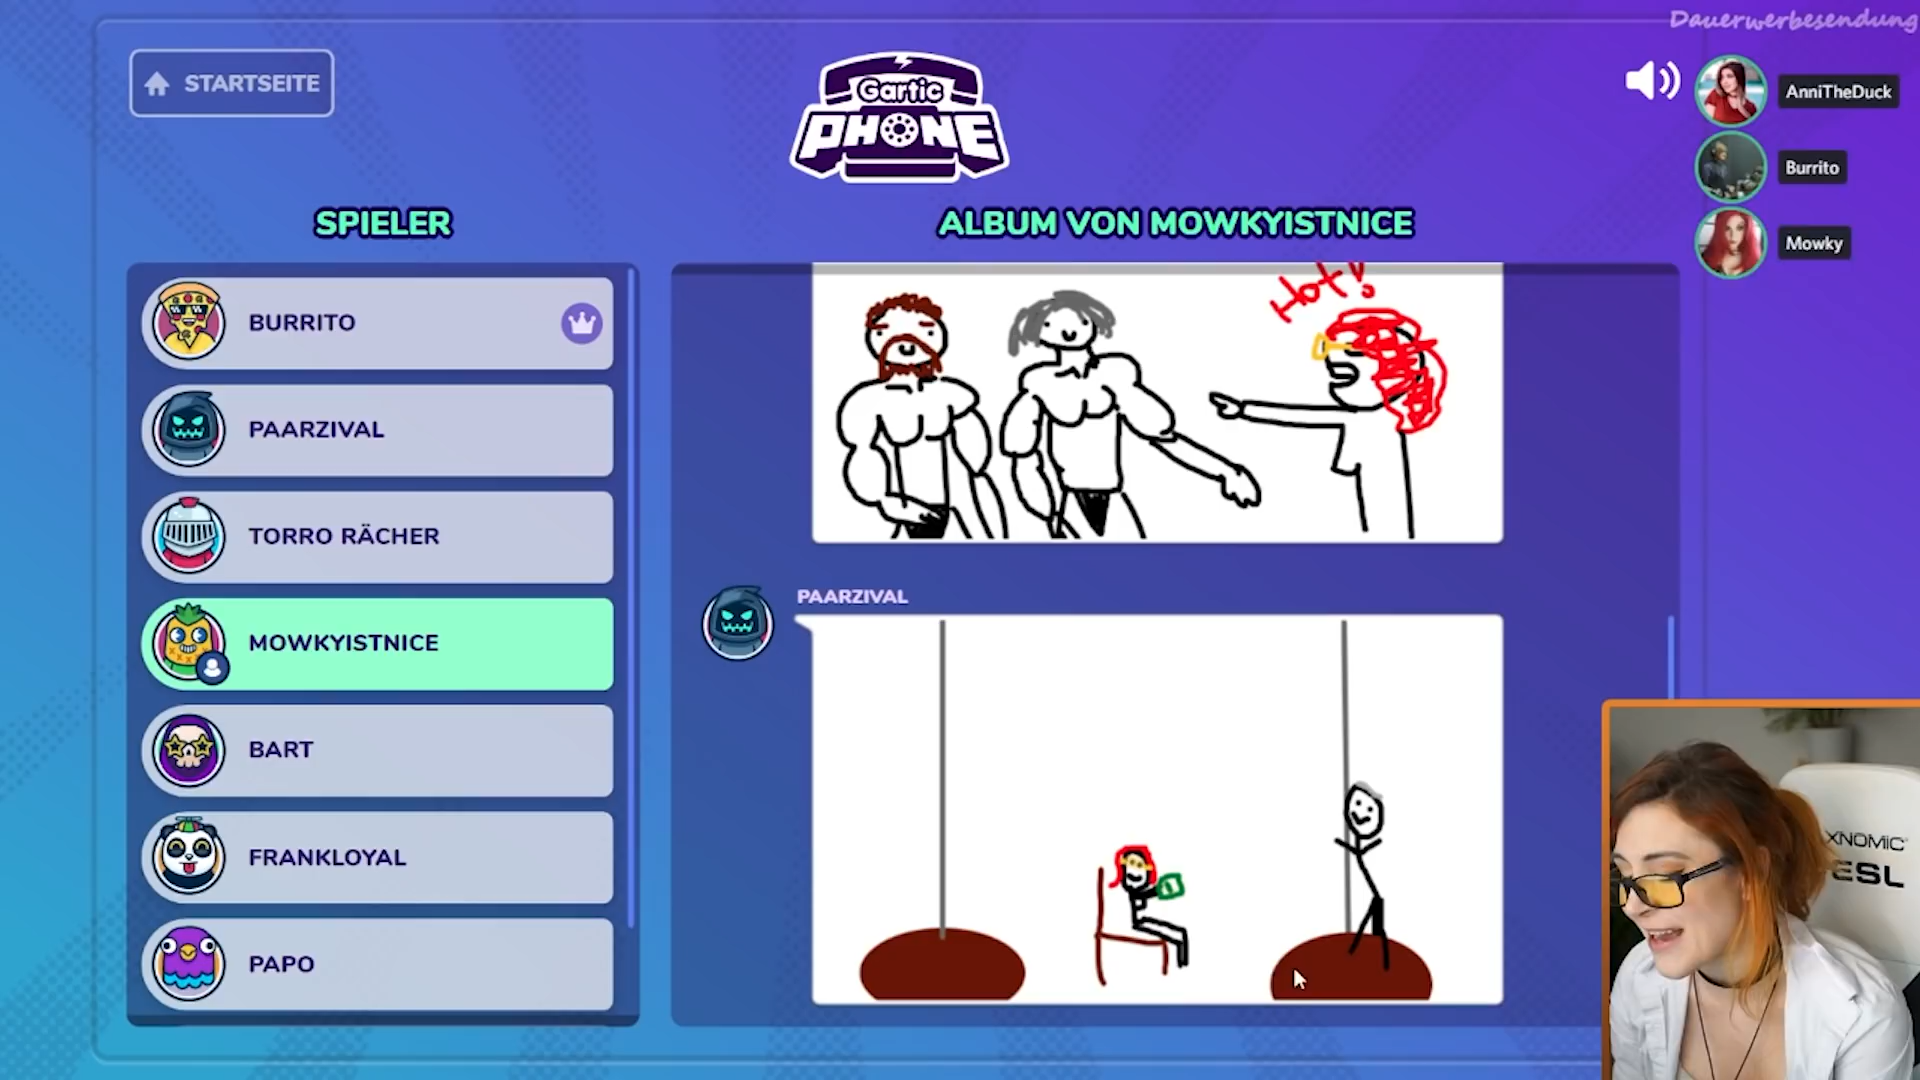 Dauerwerbesendung
STARTSEITE
Gartic
PHONE
AnniTheDuck
Burrito
Mowky
SPIELER
ALBUM VON MOWKYISTNICE
BURRITO
PAARZIVAL
TORRO RÄCHER
MOWKYISTNICE
BART
FRANKLOYAL
PAPO
Hot!
PAARZIVAL
XNOMIC
ESL